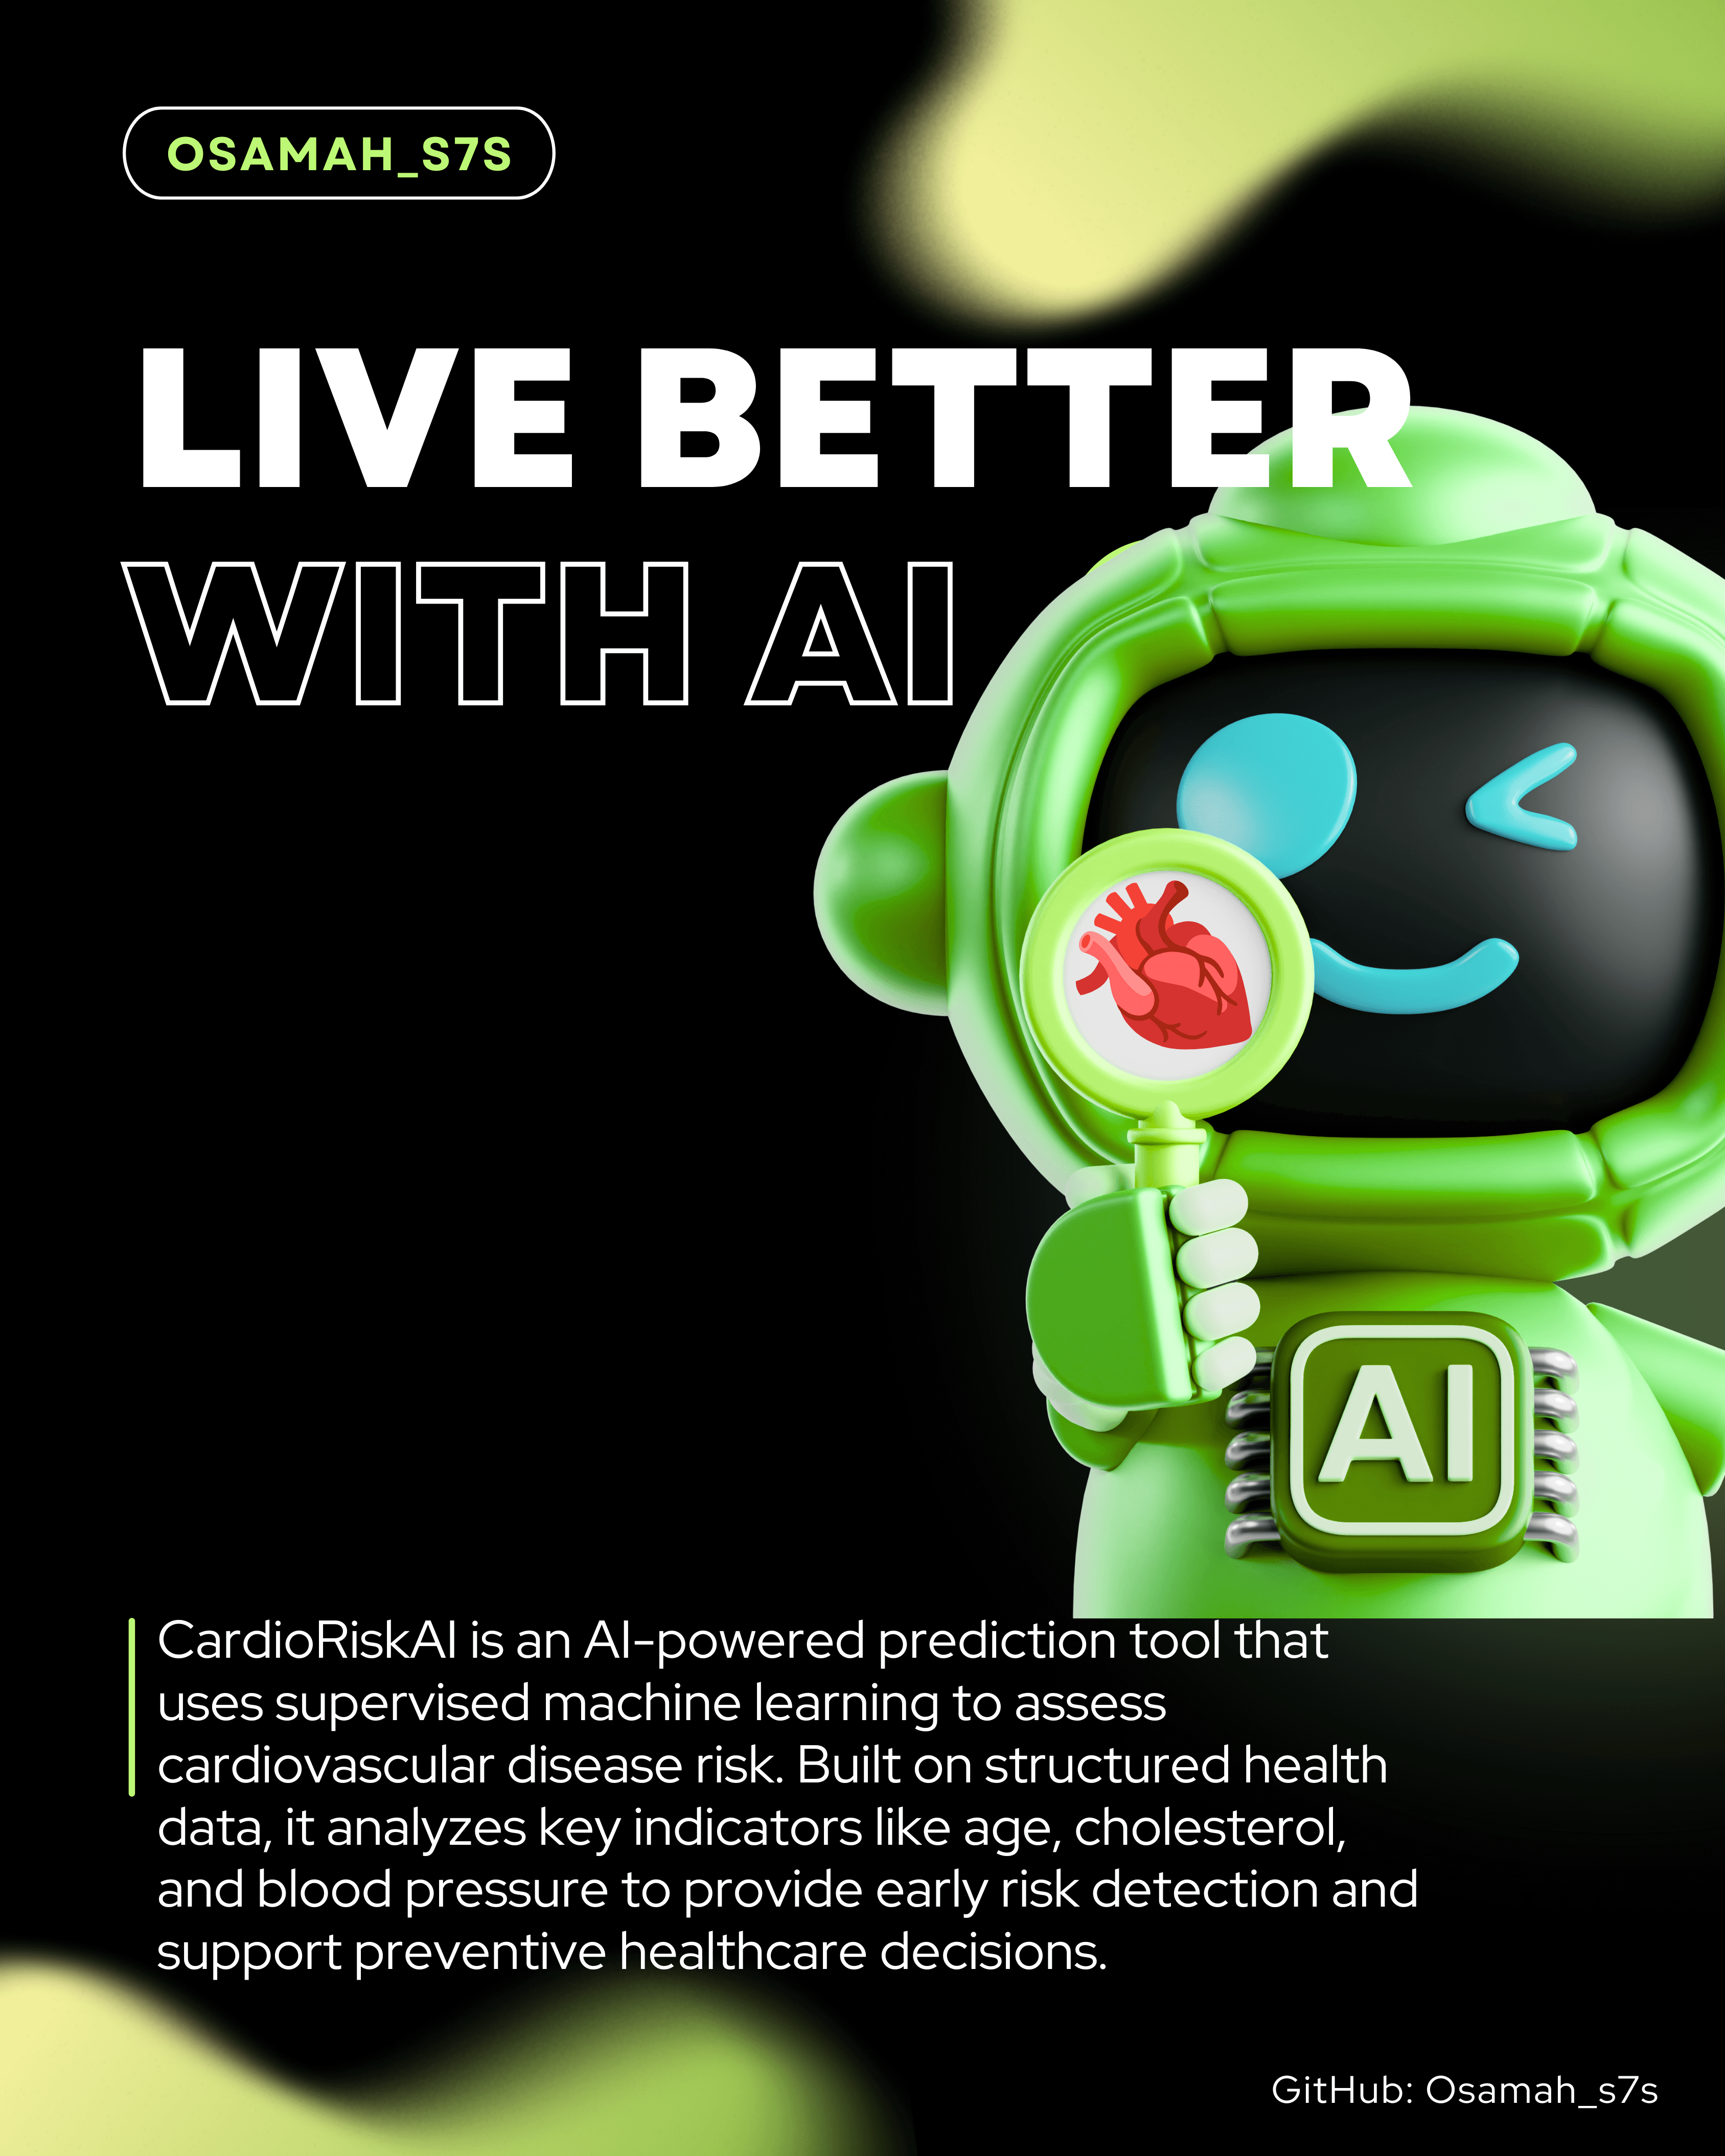 OSAMAH_S7S
LIVE BETTER
WITH AI
AI
CardioRiskAI is an AI-powered prediction tool that
uses supervised machine learning to assess
cardiovascular disease risk. Built on structured health
data, it analyzes key indicators like age, cholesterol,
and blood pressure to provide early risk detection and
support preventive healthcare decisions.
GitHub: Osamah_s7s